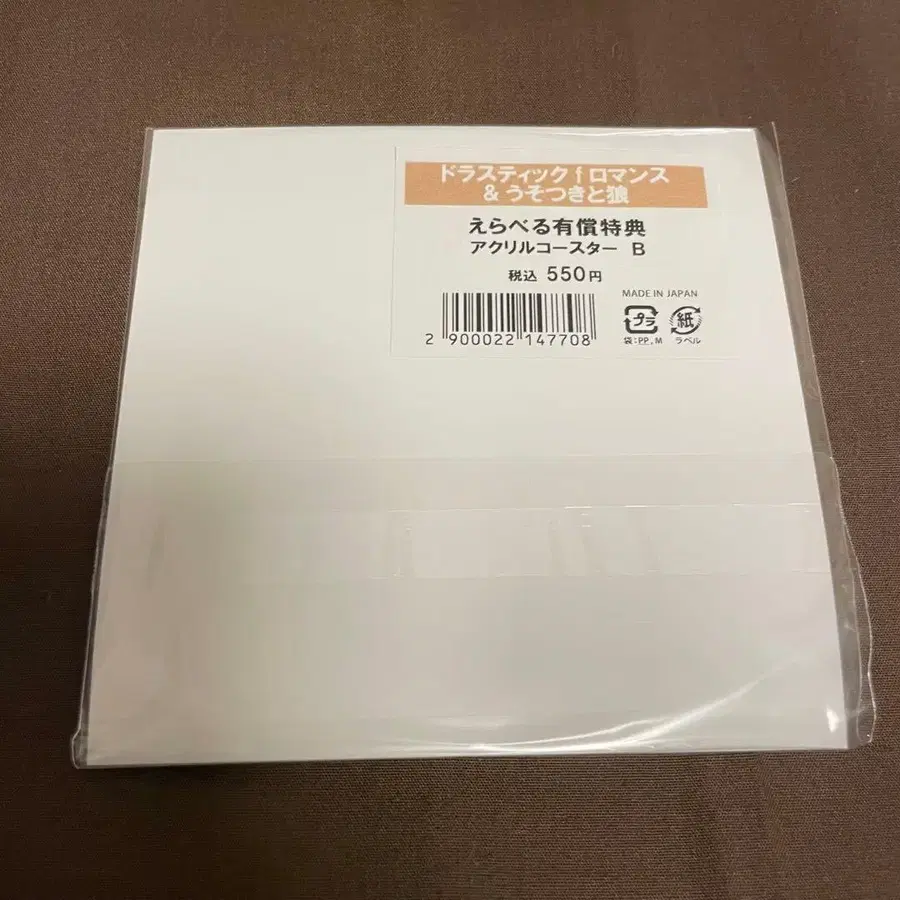 ドラスティックfロマンス
&うそつきと狼
えらべる有償特典
アクリルコースター B
税込 550円
MADE IN JAPAN
プラ
紙
袋:PP,M
ラベル
2 900022 147708